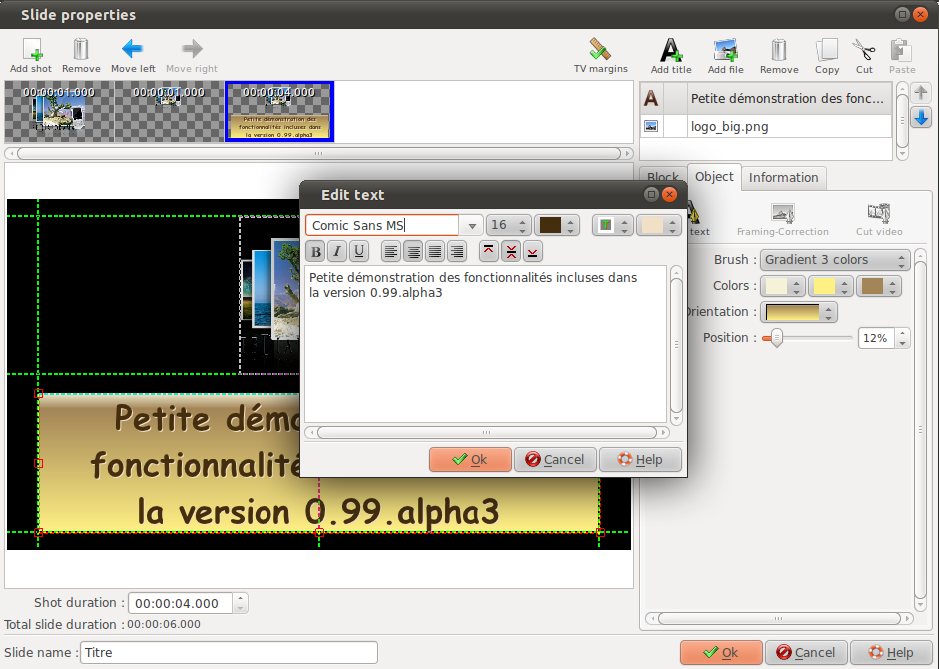 Slide properties
Add shot
Remove
Move left
Move right
TV margins
Add title
Add file
Remove
Copy
Cut
Paste
00:00:01.000
00:00:01.000
00:00:04.000
Petite démonstration des
fonctionnalités incluses dans
la version 0.99.alpha3
A
Petite démonstration des fonc...
logo_big.png
Block
Object
Information
Edit text
Comic Sans MS
16
B
I
U
Petite démonstration des fonctionnalités incluses dans
la version 0.99.alpha3
Ok
Cancel
Help
text
Framing-Correction
Cut video
Brush :
Gradient 3 colors
Colors :
rientation :
Position :
12%
Petite démo
fonctionnalité
la version 0.99.alpha3
Shot duration :
00:00:04.000
Total slide duration : 00:00:06.000
Slide name :
Titre
Ok
Cancel
Help